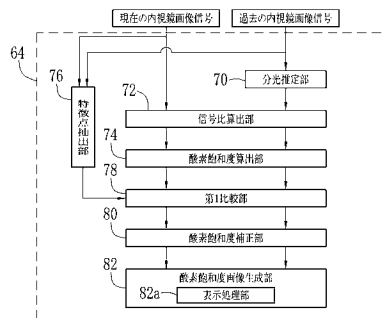 現在の内視鏡画像信号
過去の内視鏡画像信号
64
76
特徴点抽出部
70
分光推定部
72
信号比算出部
74
酸素飽和度算出部
78
第1比較部
80
酸素飽和度補正部
82
酸素飽和度画像生成部
82a
表示処理部